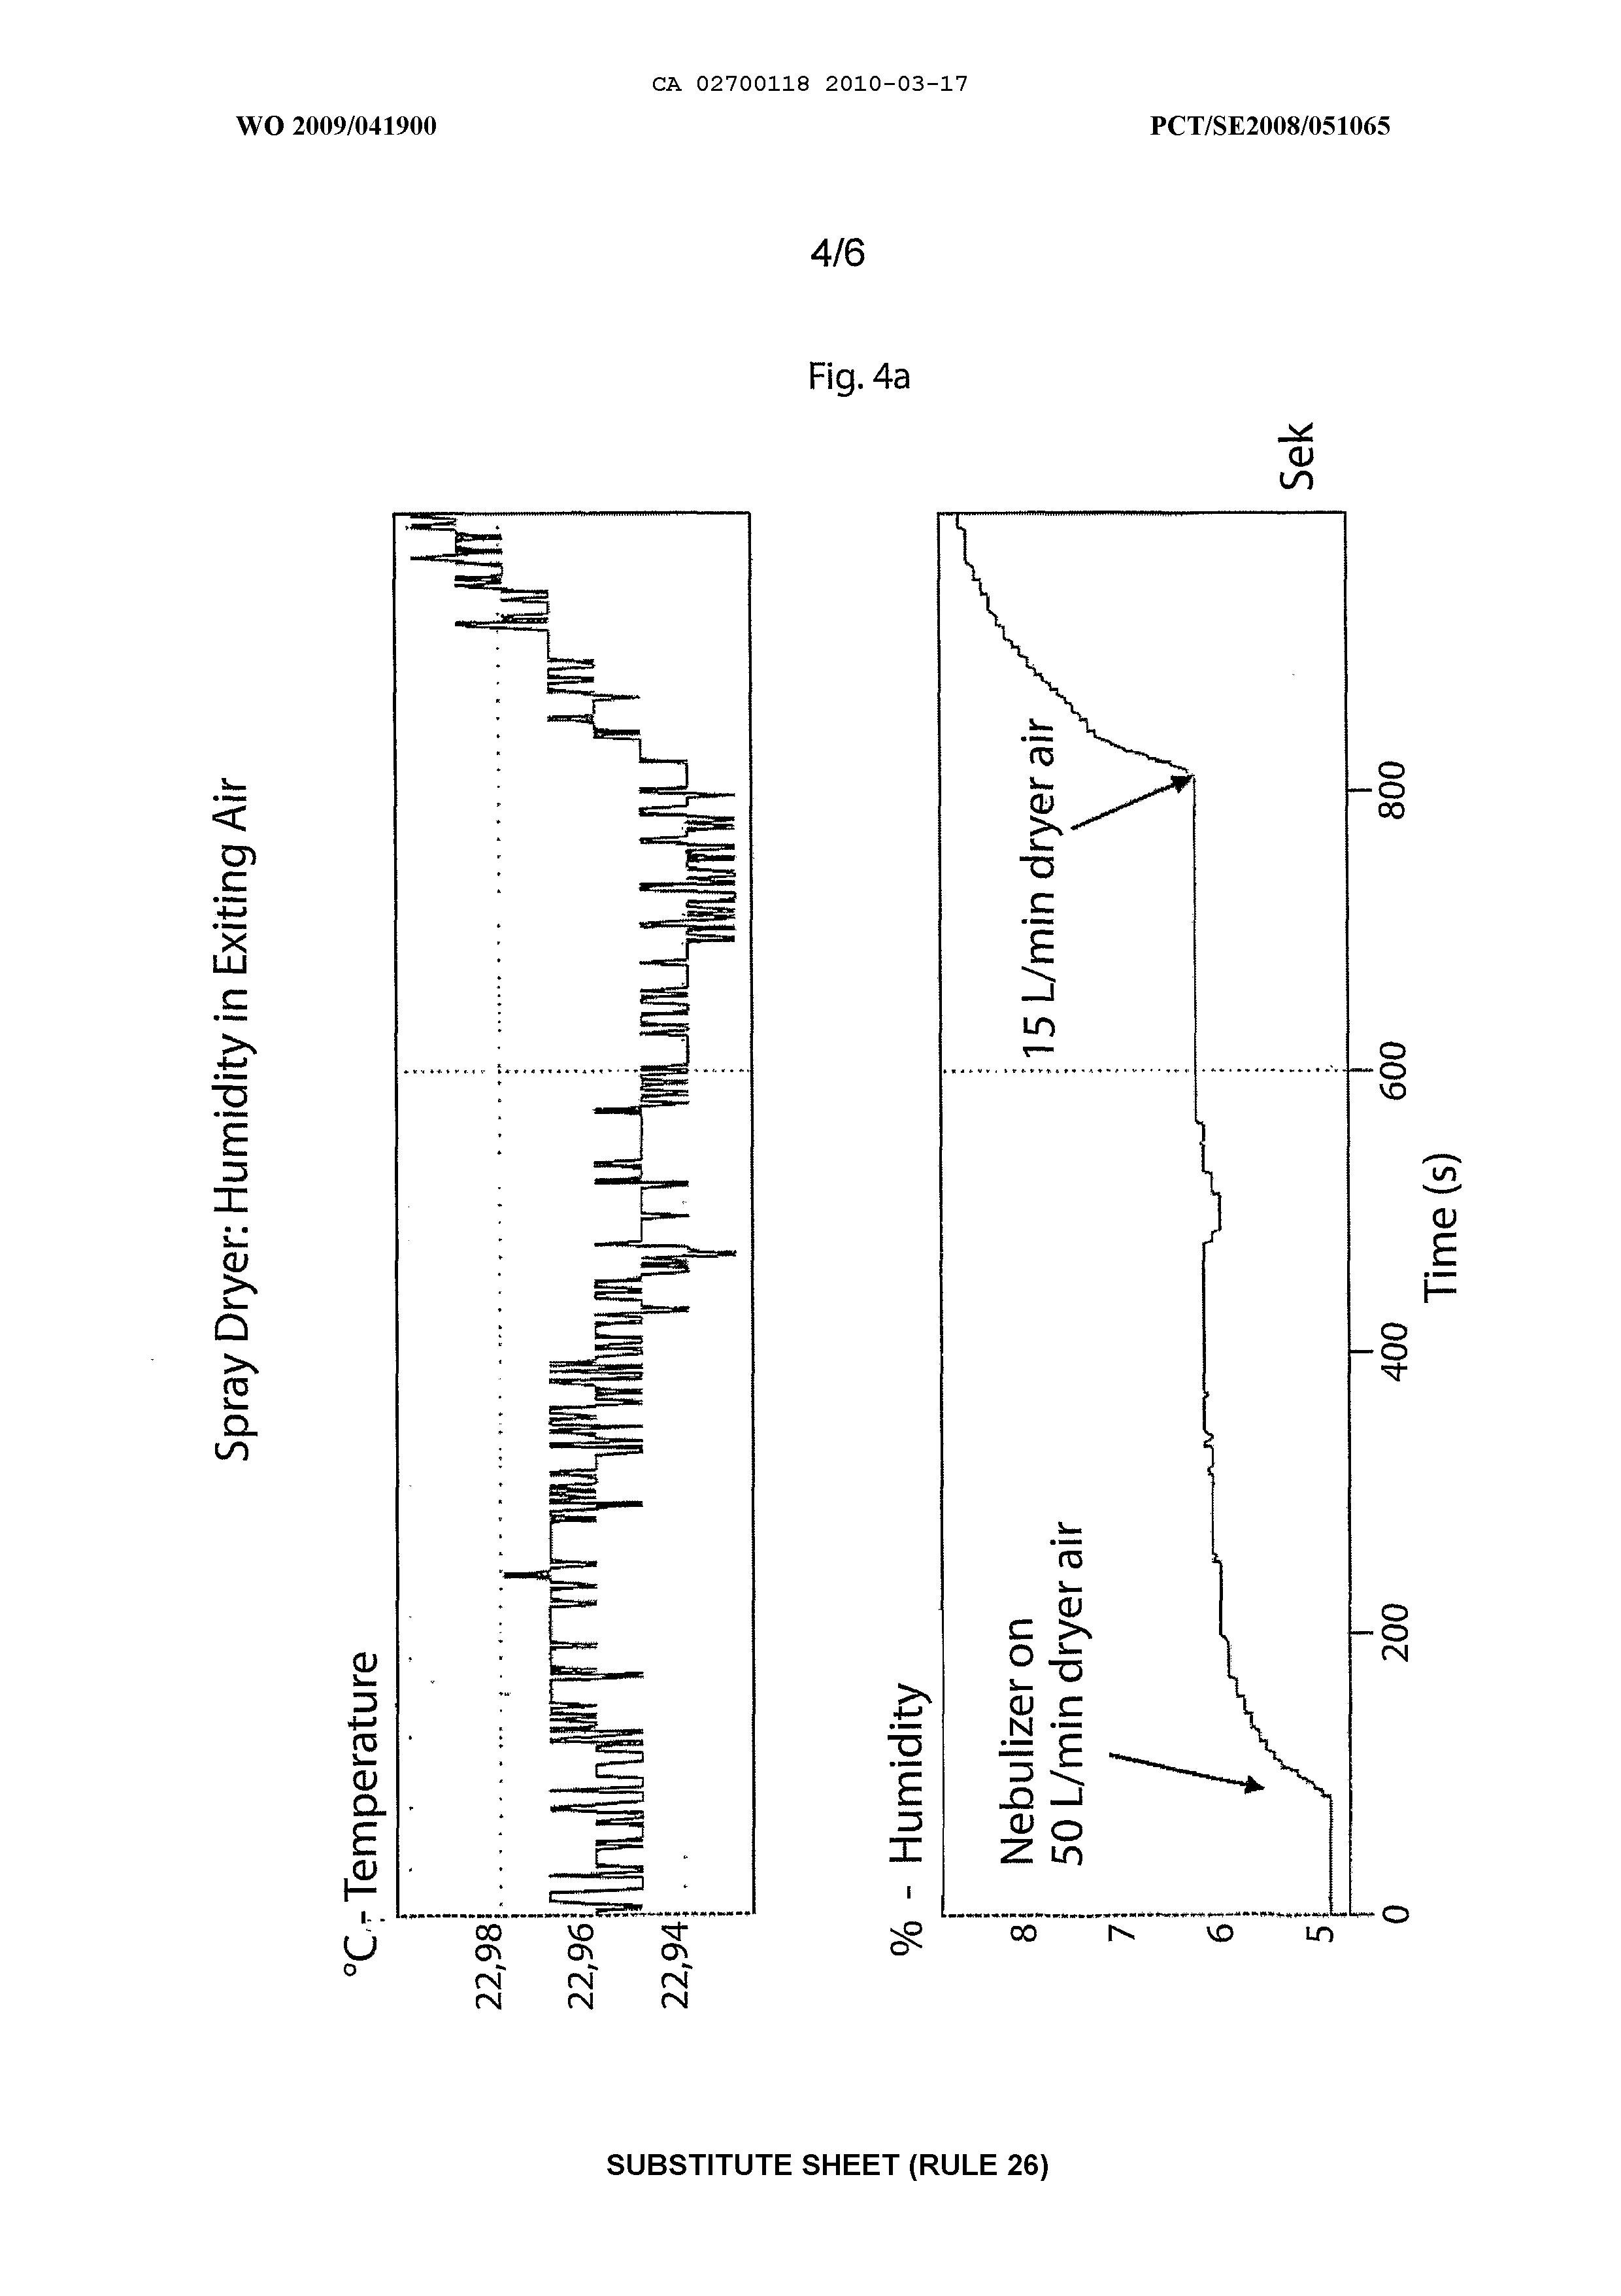 CA 02700118 2010-03-17
WO 2009/041900
PCT/SE2008/051065
4/6
Fig. 4a
Spray Dryer: Humidity in Exiting Air
°C - Temperature
22,98
22,96
22,94
% - Humidity
8
7
6
5
Nebulizer on
50 L/min dryer air
15 L/min dryer air
0
200
400
600
800
Sek
Time (s)
SUBSTITUTE SHEET (RULE 26)